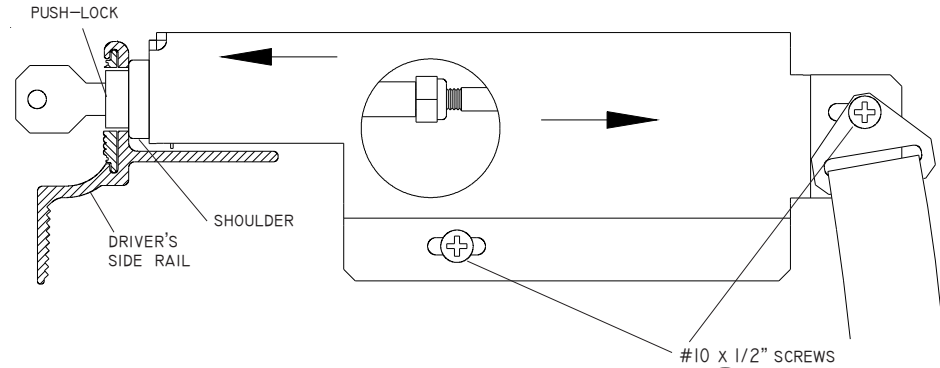 PUSH-LOCK
SHOULDER
DRIVER'S
SIDE RAIL
#10 x 1/2" SCREWS